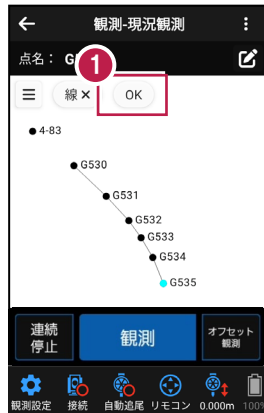 観測-現況観測
点名： G
1
線 × OK
4-83
G530
G531
G532
G533
G534
G535
連続
停止
観測
オフセット
観測
観測設定 接続 自動追尾 リモコン 0.000m 100%